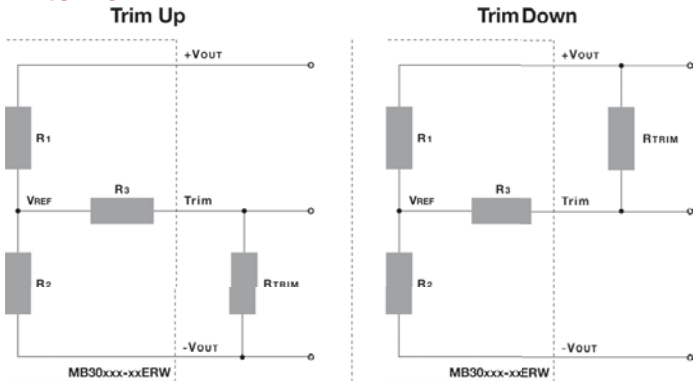 Trim Up
+VOUT
R1
VREF
R3
Trim
R2
RTRIM
-VOUT
MB30xxx-xxERW
Trim Down
+VOUT
R1
RTRIM
VREF
R3
Trim
R2
-VOUT
MB30xxx-xxERW